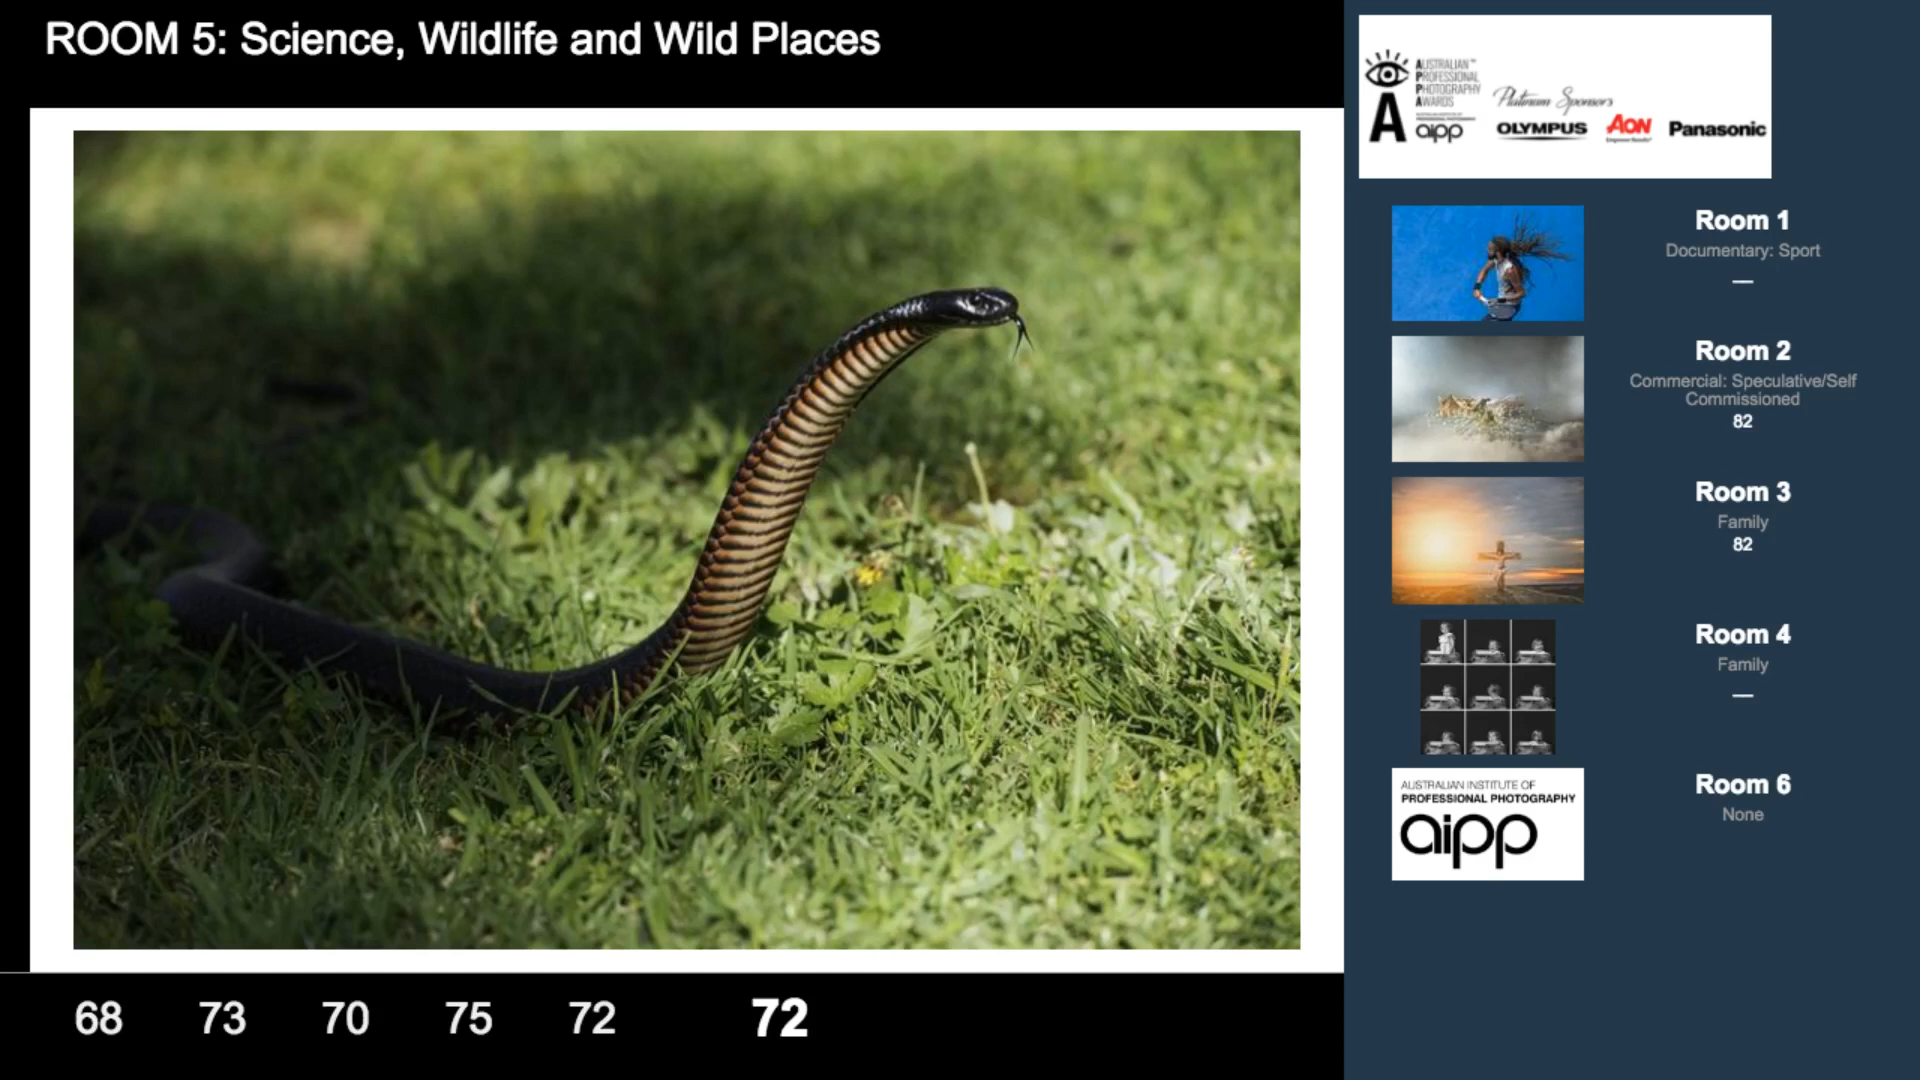 ROOM 5: Science, Wildlife and Wild Places
68 73 70 75 72 72
AUSTRALIAN™
PROFESSIONAL
PHOTOGRAPHY
AWARDS
A
aipp
Platinum Sponsors
OLYMPUS
AON
Panasonic
Room 1
Documentary: Sport
—
Room 2
Commercial: Speculative/Self
Commissioned
82
Room 3
Family
82
Room 4
Family
—
AUSTRALIAN INSTITUTE OF
PROFESSIONAL PHOTOGRAPHY
aipp
Room 6
None